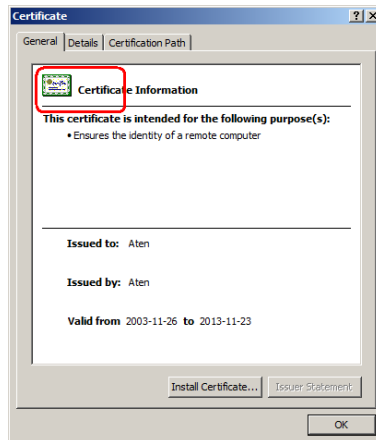 Certificate
General Details Certification Path
Certificate Information
This certificate is intended for the following purpose(s):
• Ensures the identity of a remote computer
Issued to: Aten
Issued by: Aten
Valid from 2003-11-26 to 2013-11-23
Install Certificate... Issuer Statement
OK